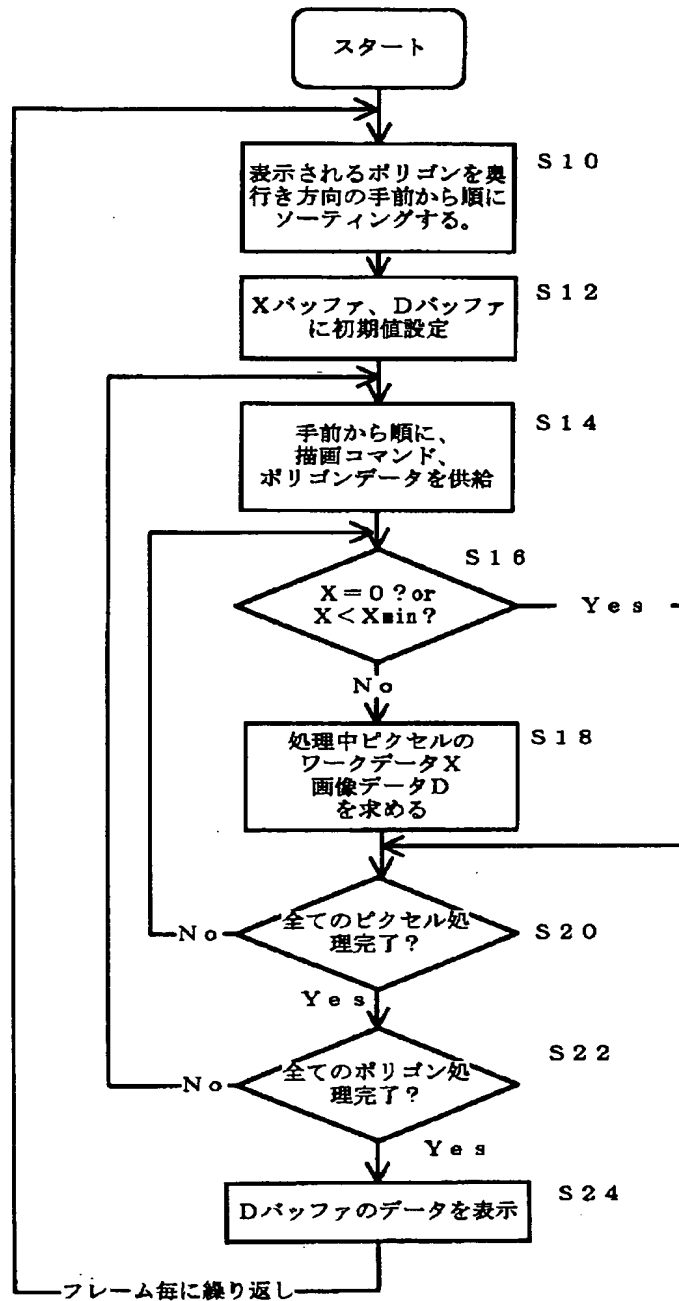 スタート
S10
表示されるポリゴンを奥
行き方向の手前から順に
ソーティングする。
S12
Xバッファ、Dバッファ
に初期値設定
S14
手前から順に、
描画コマンド、
ポリゴンデータを供給
S16
X=0?or
X<Xmin?
Yes
No
S18
処理中ピクセルの
ワークデータX
画像データD
を求める
全てのピクセル処
理完了?
S20
No
Yes
S22
全てのポリゴン処
理完了?
No
Yes
S24
Dバッファのデータを表示
フレーム毎に繰り返し